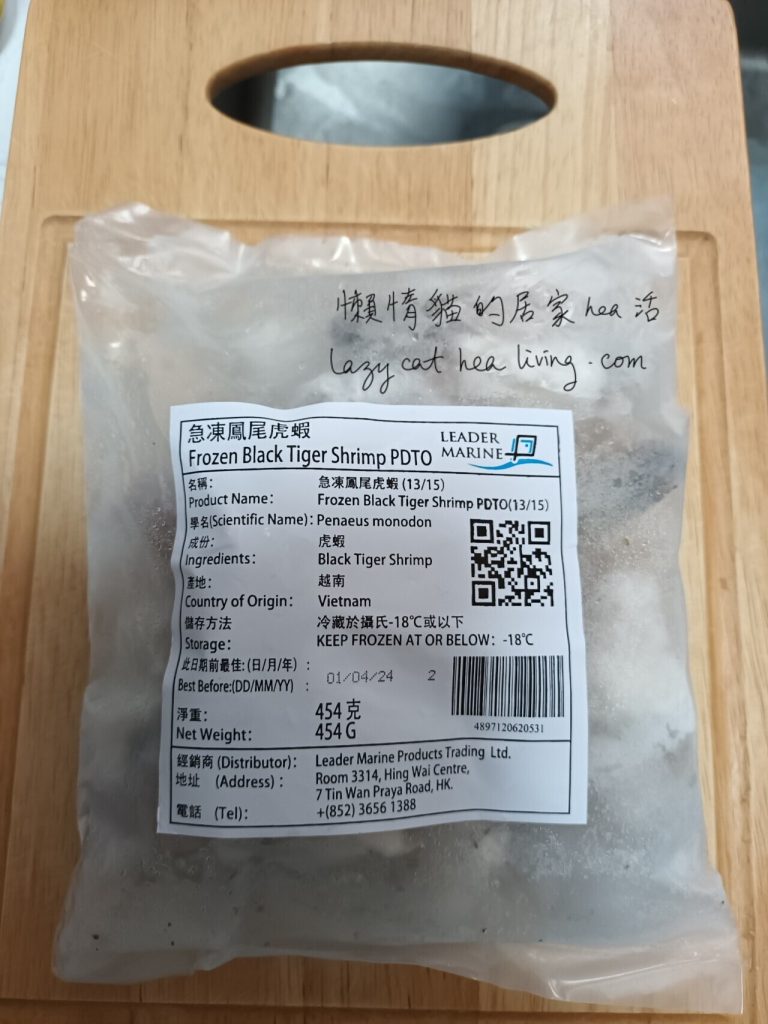 懶惰貓的居家hea活
lazy cat hea living.com
急凍鳳尾虎蝦
Frozen Black Tiger Shrimp PDTO
LEADER
MARINE
名稱： 急凍鳳尾虎蝦 (13/15)
Product Name: Frozen Black Tiger Shrimp PDTO(13/15)
學名(Scientific Name): Penaeus monodon
成份： 虎蝦
Ingredients: Black Tiger Shrimp
產地： 越南
Country of Origin: Vietnam
儲存方法 冷藏於攝氏-18℃或以下
Storage: KEEP FROZEN AT OR BELOW: -18℃
此日期前最佳: (日/月/年) :
Best Before:(DD/MM/YY) : 01/04/24 2
淨重： 454 克
Net Weight: 454 G
4897120620531
經銷商 (Distributor): Leader Marine Products Trading Ltd.
地址 (Address) : Room 3314, Hing Wai Centre,
7 Tin Wan Praya Road, HK.
電話 (Tel): +(852) 3656 1388